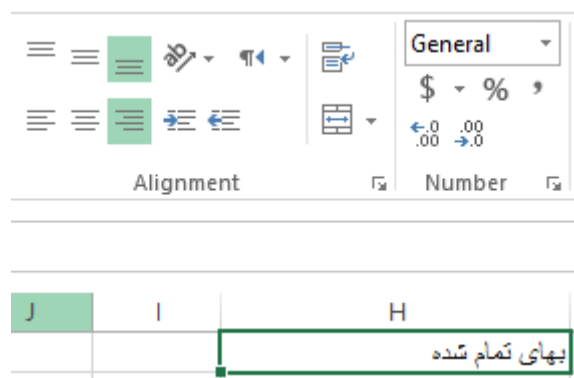 General
$ %
Alignment
Number
J I H
بهای تمام شده